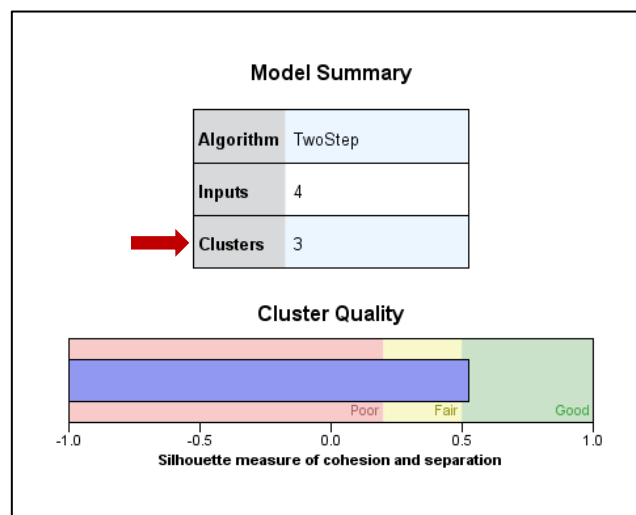 Model Summary
Algorithm TwoStep
Inputs 4
Clusters 3
Cluster Quality
Poor Fair Good
-1.0 -0.5 0.0 0.5 1.0
Silhouette measure of cohesion and separation